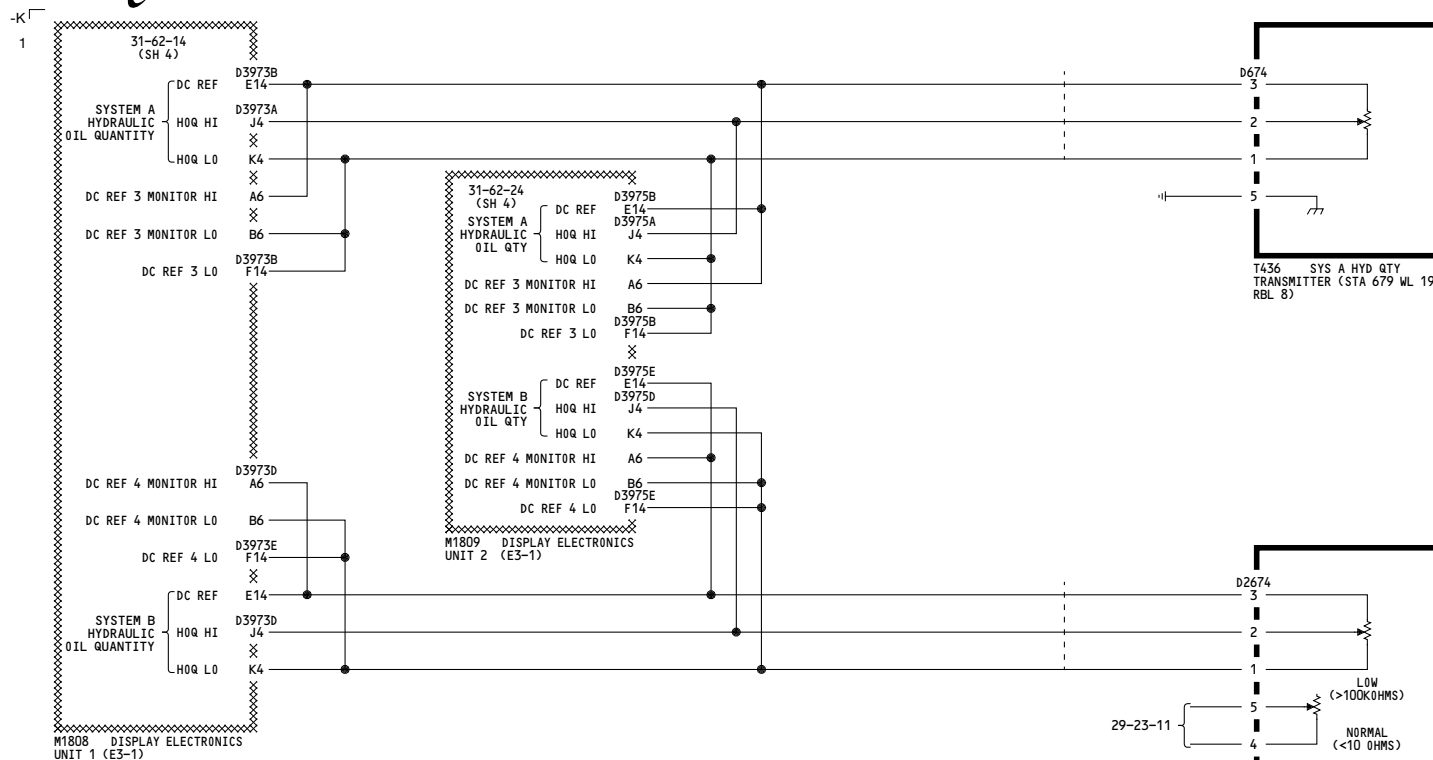 -K
1
31-62-14
(SH 4)
D3973B
DC REF E14
SYSTEM A
HYDRAULIC
OIL QUANTITY
D3973A
HOQ HI J4
HOQ LO K4
DC REF 3 MONITOR HI A6
DC REF 3 MONITOR LO B6
D3973B
DC REF 3 LO F14
D3973D
DC REF 4 MONITOR HI A6
DC REF 4 MONITOR LO B6
D3973E
DC REF 4 LO F14
DC REF E14
SYSTEM B
HYDRAULIC
OIL QUANTITY
D3973D
HOQ HI J4
HOQ LO K4
M1808 DISPLAY ELECTRONICS
UNIT 1 (E3-1)
31-62-24
(SH 4)
D3975B
DC REF E14
SYSTEM A
HYDRAULIC
OIL QTY
D3975A
HOQ HI J4
HOQ LO K4
DC REF 3 MONITOR HI A6
DC REF 3 MONITOR LO B6
D3975B
DC REF 3 LO F14
D3975E
DC REF E14
SYSTEM B
HYDRAULIC
OIL QTY
D3975D
HOQ HI J4
HOQ LO K4
DC REF 4 MONITOR HI A6
DC REF 4 MONITOR LO B6
D3975E
DC REF 4 LO F14
M1809 DISPLAY ELECTRONICS
UNIT 2 (E3-1)
D674
3
2
1
5
T436 SYS A HYD QTY
TRANSMITTER (STA 679 WL 19
RBL 8)
D2674
3
2
1
5
4
29-23-11
LOW
(>100KOHMS)
NORMAL
(<10 OHMS)